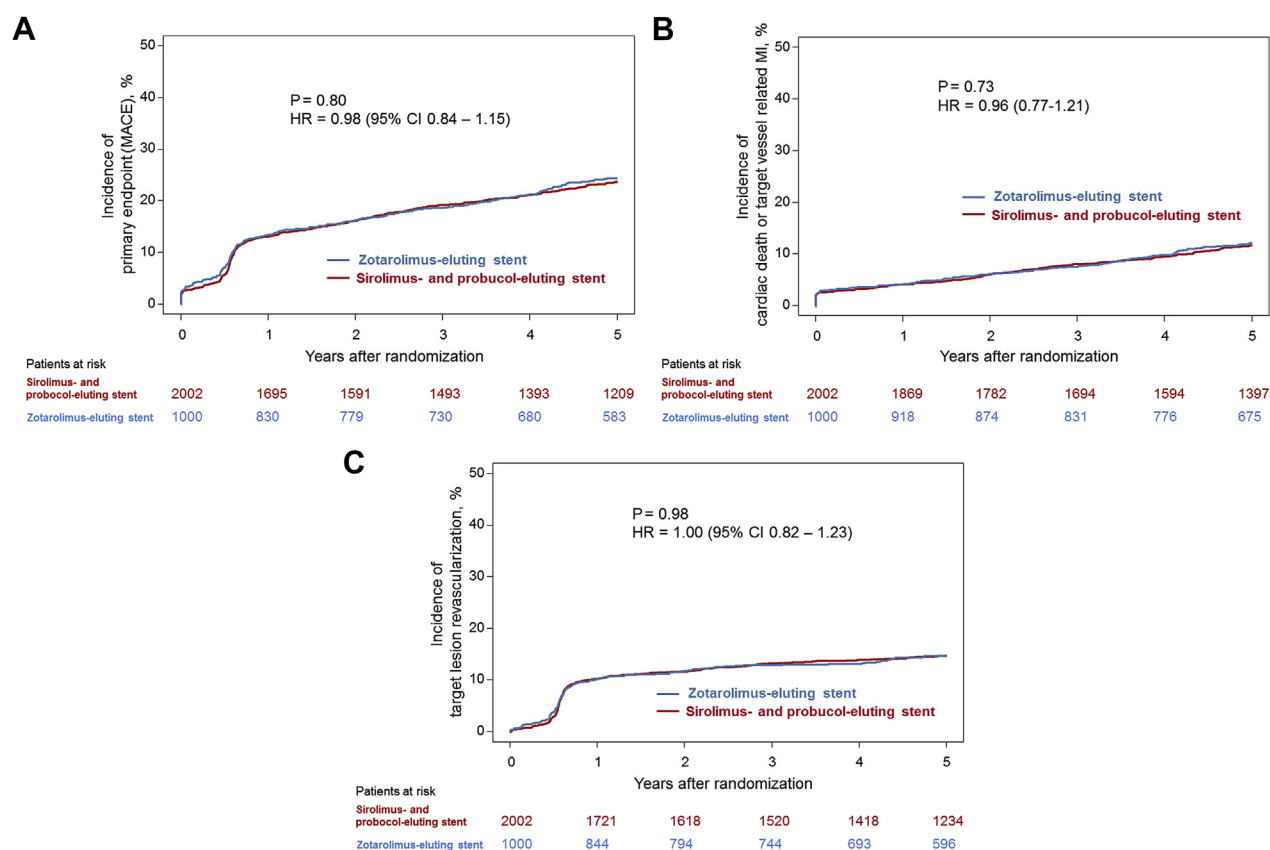 A
Incidence of
primary endpoint (MACE), %
50
40
30
20
10
0
P = 0.80
HR = 0.98 (95% CI 0.84 – 1.15)
Zotarolimus-eluting stent
Sirolimus- and probucol-eluting stent
0 1 2 3 4 5
Years after randomization
Patients at risk
Sirolimus- and
probocol-eluting stent 2002 1695 1591 1493 1393 1209
Zotarolimus-eluting stent 1000 830 779 730 680 583
B
Incidence of
cardiac death or target vessel related MI, %
50
40
30
20
10
0
P = 0.73
HR = 0.96 (0.77-1.21)
Zotarolimus-eluting stent
Sirolimus- and probucol-eluting stent
0 1 2 3 4 5
Years after randomization
Patients at risk
Sirolimus- and
probocol-eluting stent 2002 1869 1782 1694 1594 1397
Zotarolimus-eluting stent 1000 918 874 831 776 675
C
Incidence of
target lesion revascularization, %
50
40
30
20
10
0
P = 0.98
HR = 1.00 (95% CI 0.82 – 1.23)
Zotarolimus-eluting stent
Sirolimus- and probucol-eluting stent
0 1 2 3 4 5
Years after randomization
Patients at risk
Sirolimus- and
probocol-eluting stent 2002 1721 1618 1520 1418 1234
Zotarolimus-eluting stent 1000 844 794 744 693 596